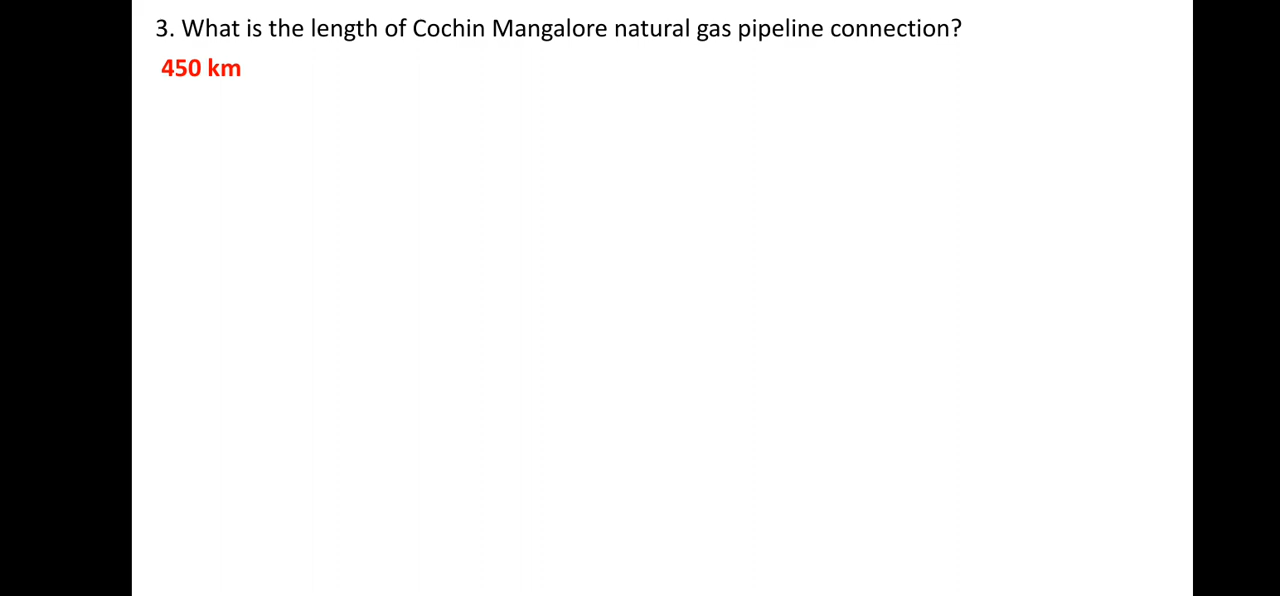 3. What is the length of Cochin Mangalore natural gas pipeline connection?
450 km